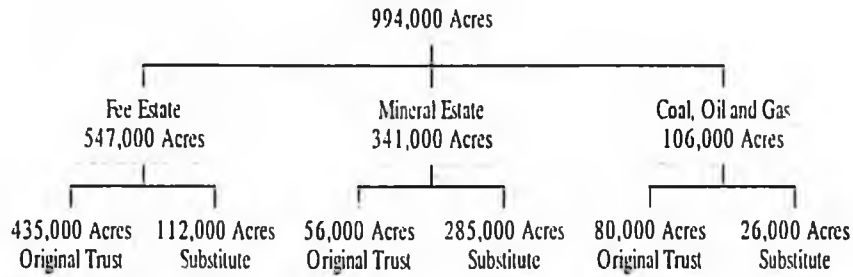 994,000 Acres
Fee Estate
547,000 Acres
Mineral Estate
341,000 Acres
Coal, Oil and Gas
106,000 Acres
435,000 Acres
Original Trust
112,000 Acres
Substitute
56,000 Acres
Original Trust
285,000 Acres
Substitute
80,000 Acres
Original Trust
26,000 Acres
Substitute